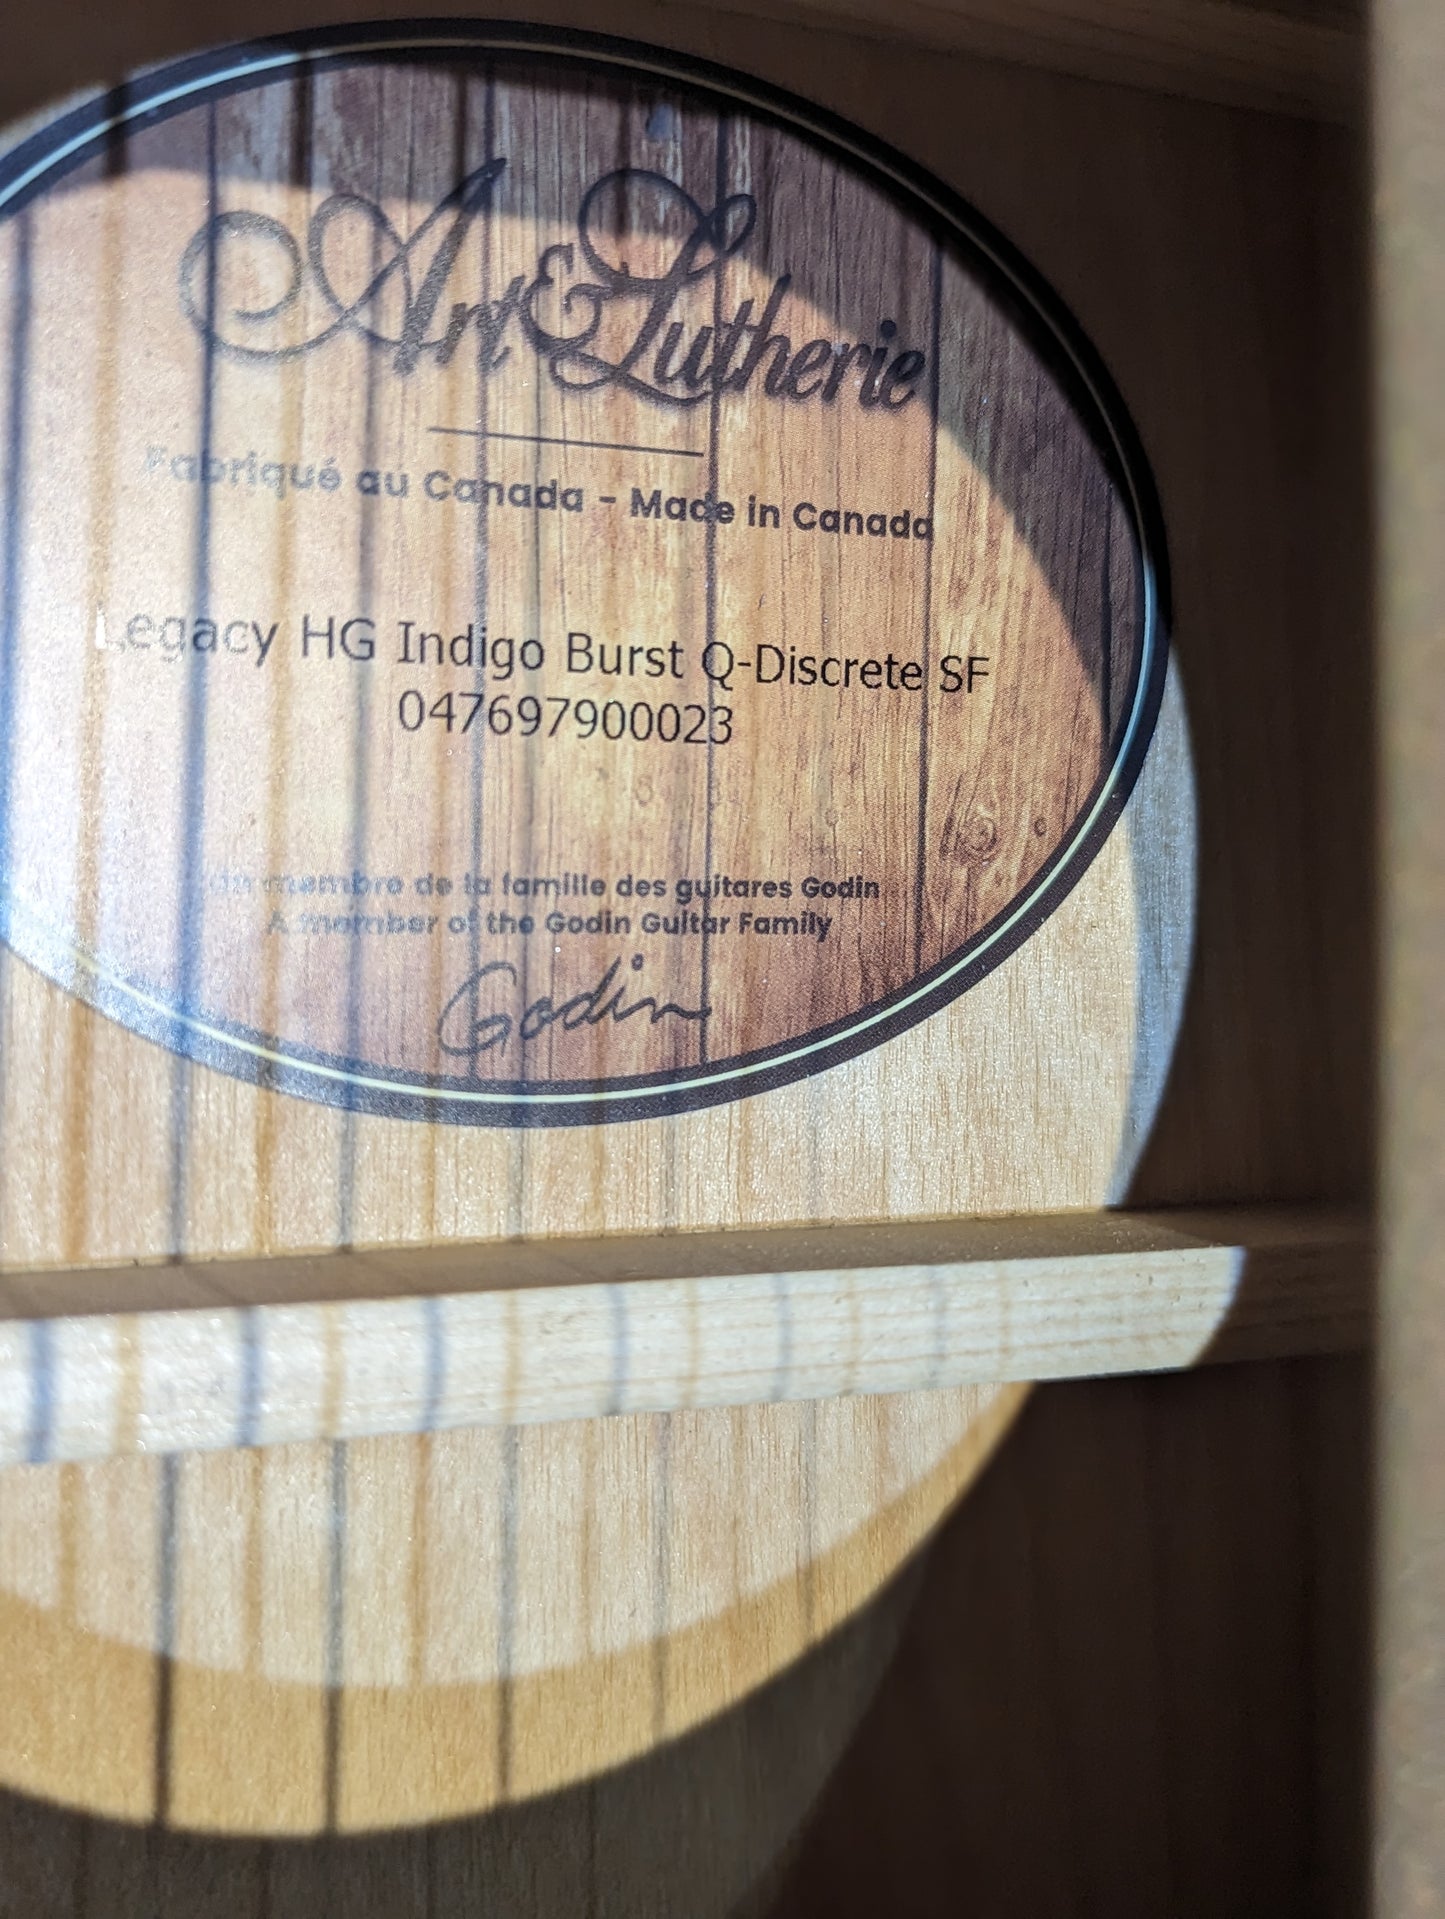 Art & Lutherie
Fabriqué au Canada - Made in Canada
Legacy HG Indigo Burst Q-Discrete SF
047697900023
Un membre de la famille des guitares Godin
A member of the Godin Guitar Family
Godin